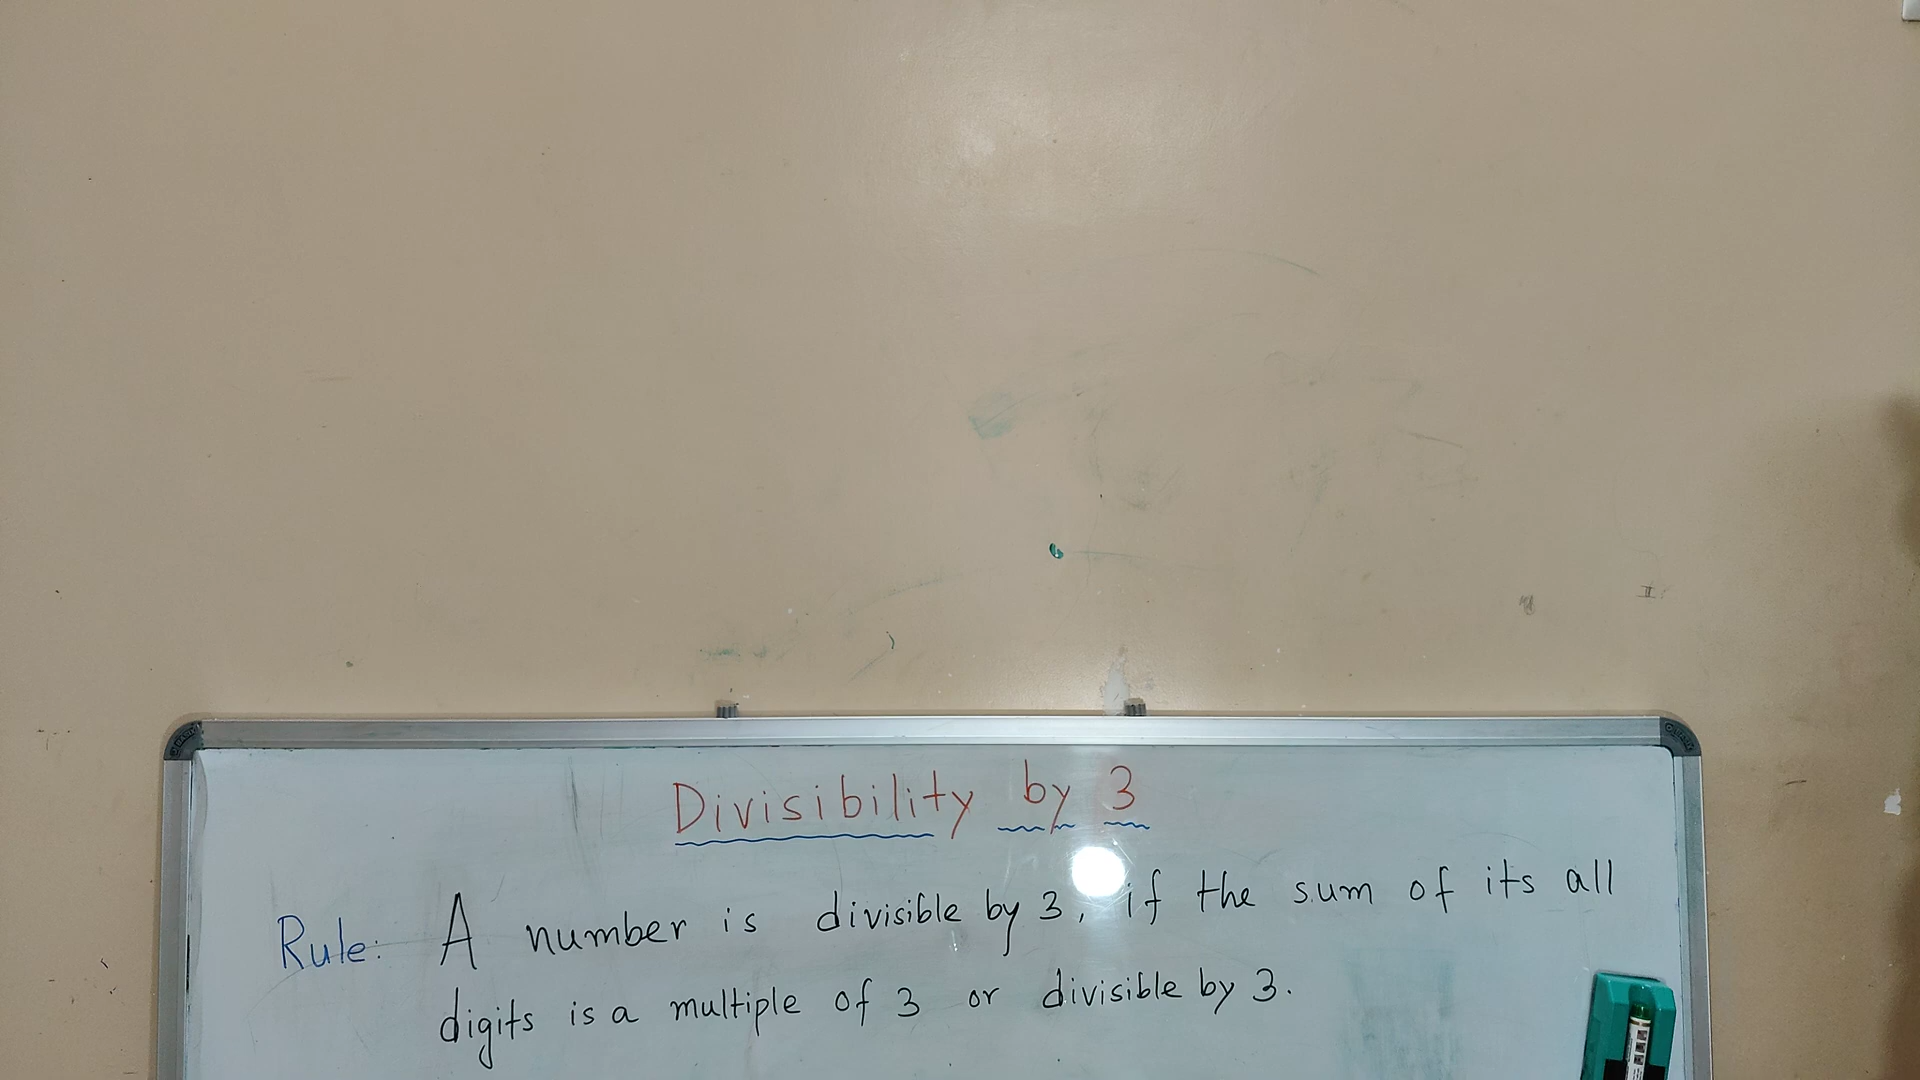 Divisibility by 3
Rule: A number is divisible by 3, if the sum of its all
digits is a multiple of 3 or divisible by 3.